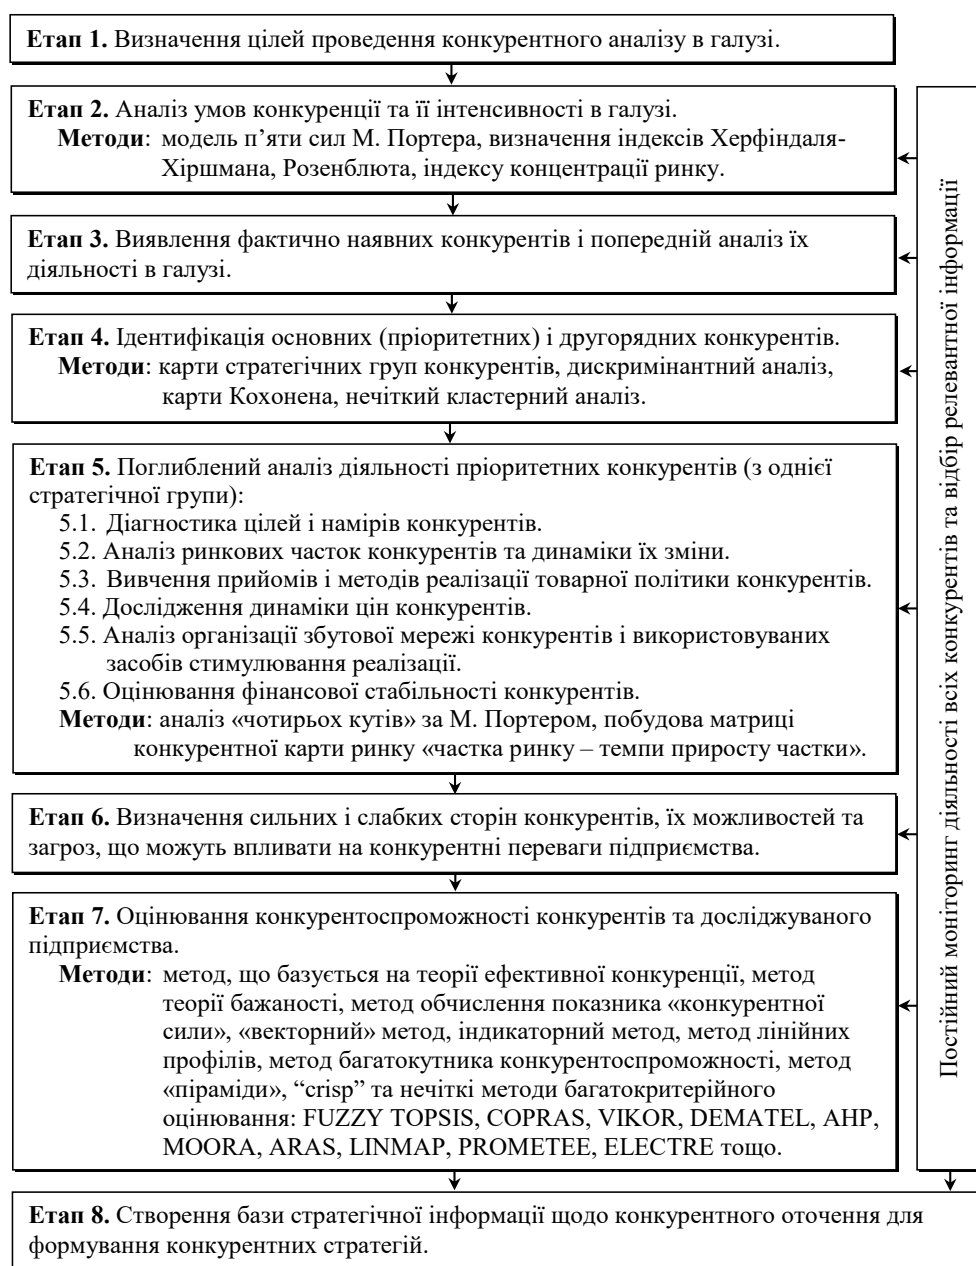 Етап 1. Визначення цілей проведення конкурентного аналізу в галузі.
Етап 2. Аналіз умов конкуренції та її інтенсивності в галузі.
Методи: модель п’яти сил М. Портера, визначення індексів Херфіндаля-
Хіршмана, Розенблюта, індексу концентрації ринку.
Етап 3. Виявлення фактично наявних конкурентів і попередній аналіз їх
діяльності в галузі.
Етап 4. Ідентифікація основних (пріоритетних) і другорядних конкурентів.
Методи: карти стратегічних груп конкурентів, дискримінантний аналіз,
карти Кохонена, нечіткий кластерний аналіз.
Етап 5. Поглиблений аналіз діяльності пріоритетних конкурентів (з однієї
стратегічної групи):
5.1. Діагностика цілей і намірів конкурентів.
5.2. Аналіз ринкових часток конкурентів та динаміки їх зміни.
5.3. Вивчення прийомів і методів реалізації товарної політики конкурентів.
5.4. Дослідження динаміки цін конкурентів.
5.5. Аналіз організації збутової мережі конкурентів і використовуваних
засобів стимулювання реалізації.
5.6. Оцінювання фінансової стабільності конкурентів.
Методи: аналіз «чотирьох кутів» за М. Портером, побудова матриці
конкурентної карти ринку «частка ринку – темпи приросту частки».
Етап 6. Визначення сильних і слабких сторін конкурентів, їх можливостей та
загроз, що можуть впливати на конкурентні переваги підприємства.
Етап 7. Оцінювання конкурентоспроможності конкурентів та досліджуваного
підприємства.
Методи: метод, що базується на теорії ефективної конкуренції, метод
теорії бажаності, метод обчислення показника «конкурентної
сили», «векторний» метод, індикаторний метод, метод лінійних
профілів, метод багатокутника конкурентоспроможності, метод
«піраміди», “crisp” та нечіткі методи багатокритерійного
оцінювання: FUZZY TOPSIS, COPRAS, VIKOR, DEMATEL, AHP,
MOORA, ARAS, LINMAP, PROMETEE, ELECTRE тощо.
Етап 8. Створення бази стратегічної інформації щодо конкурентного оточення для
формування конкурентних стратегій.
Постійний моніторинг діяльності всіх конкурентів та відбір релевантної інформації